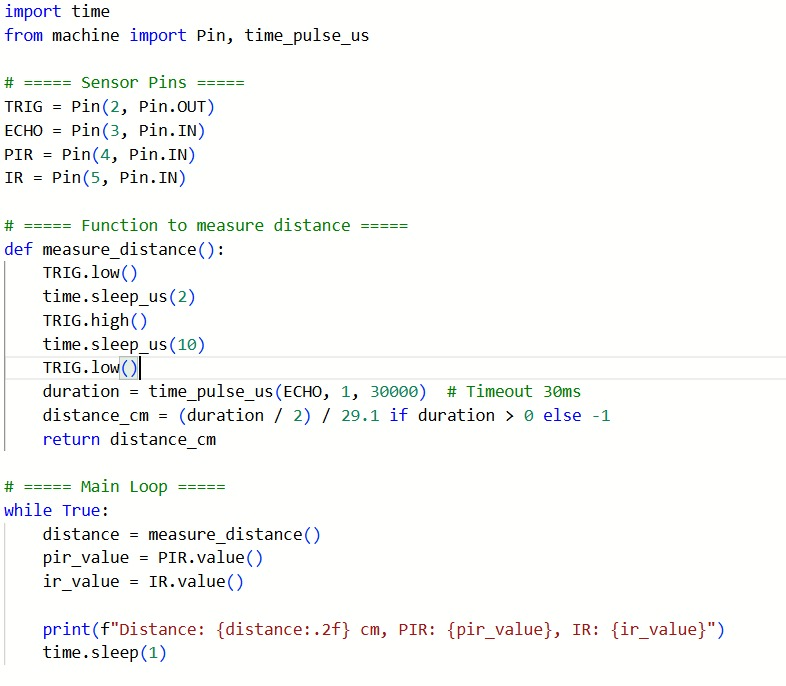 import time
from machine import Pin, time_pulse_us
# ===== Sensor Pins =====
TRIG = Pin(2, Pin.OUT)
ECHO = Pin(3, Pin.IN)
PIR = Pin(4, Pin.IN)
IR = Pin(5, Pin.IN)
# ===== Function to measure distance =====
def measure_distance():
    TRIG.low()
    time.sleep_us(2)
    TRIG.high()
    time.sleep_us(10)
    TRIG.low()
    duration = time_pulse_us(ECHO, 1, 30000)  # Timeout 30ms
    distance_cm = (duration / 2) / 29.1 if duration > 0 else -1
    return distance_cm
# ===== Main Loop =====
while True:
    distance = measure_distance()
    pir_value = PIR.value()
    ir_value = IR.value()
    print(f"Distance: {distance:.2f} cm, PIR: {pir_value}, IR: {ir_value}")
    time.sleep(1)